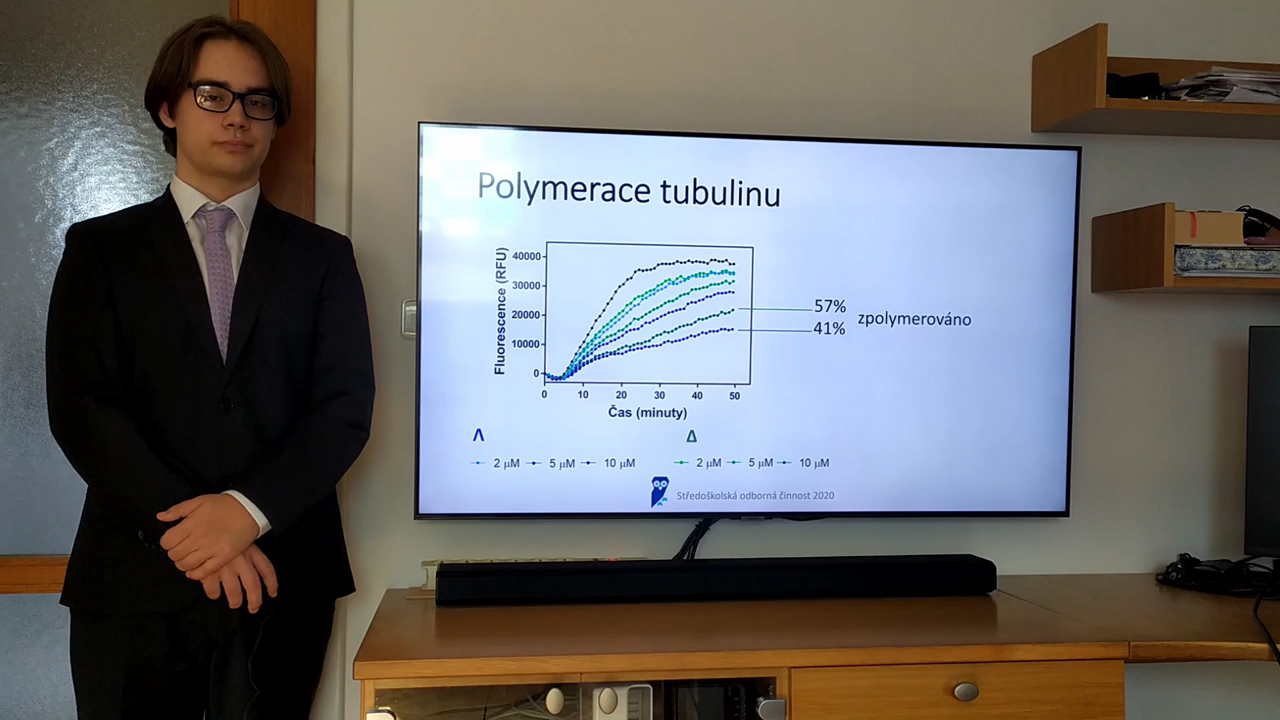 Polymerace tubulinu
Fluorescence (RFU)
40000
30000
20000
10000
0
0 10 20 30 40 50
Čas (minuty)
57%
41%
zpolymerováno
Λ Δ
2 μM 5 μM 10 μM 2 μM 5 μM 10 μM
Středoškolská odborná činnost 2020